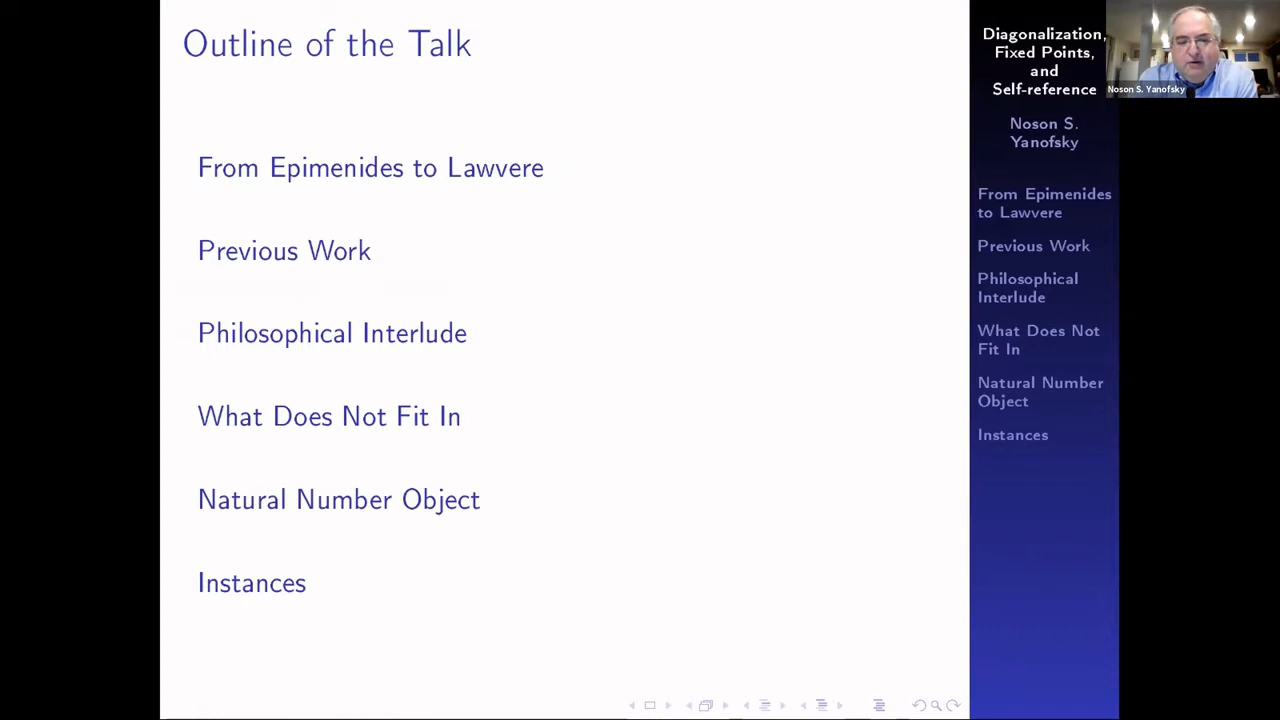 Outline of the Talk
From Epimenides to Lawvere
Previous Work
Philosophical Interlude
What Does Not Fit In
Natural Number Object
Instances
Diagonalization,
Fixed Points,
and
Self-reference
Noson S.
Yanofsky
From Epimenides
to Lawvere
Previous Work
Philosophical
Interlude
What Does Not
Fit In
Natural Number
Object
Instances
Noson S. Yanofsky